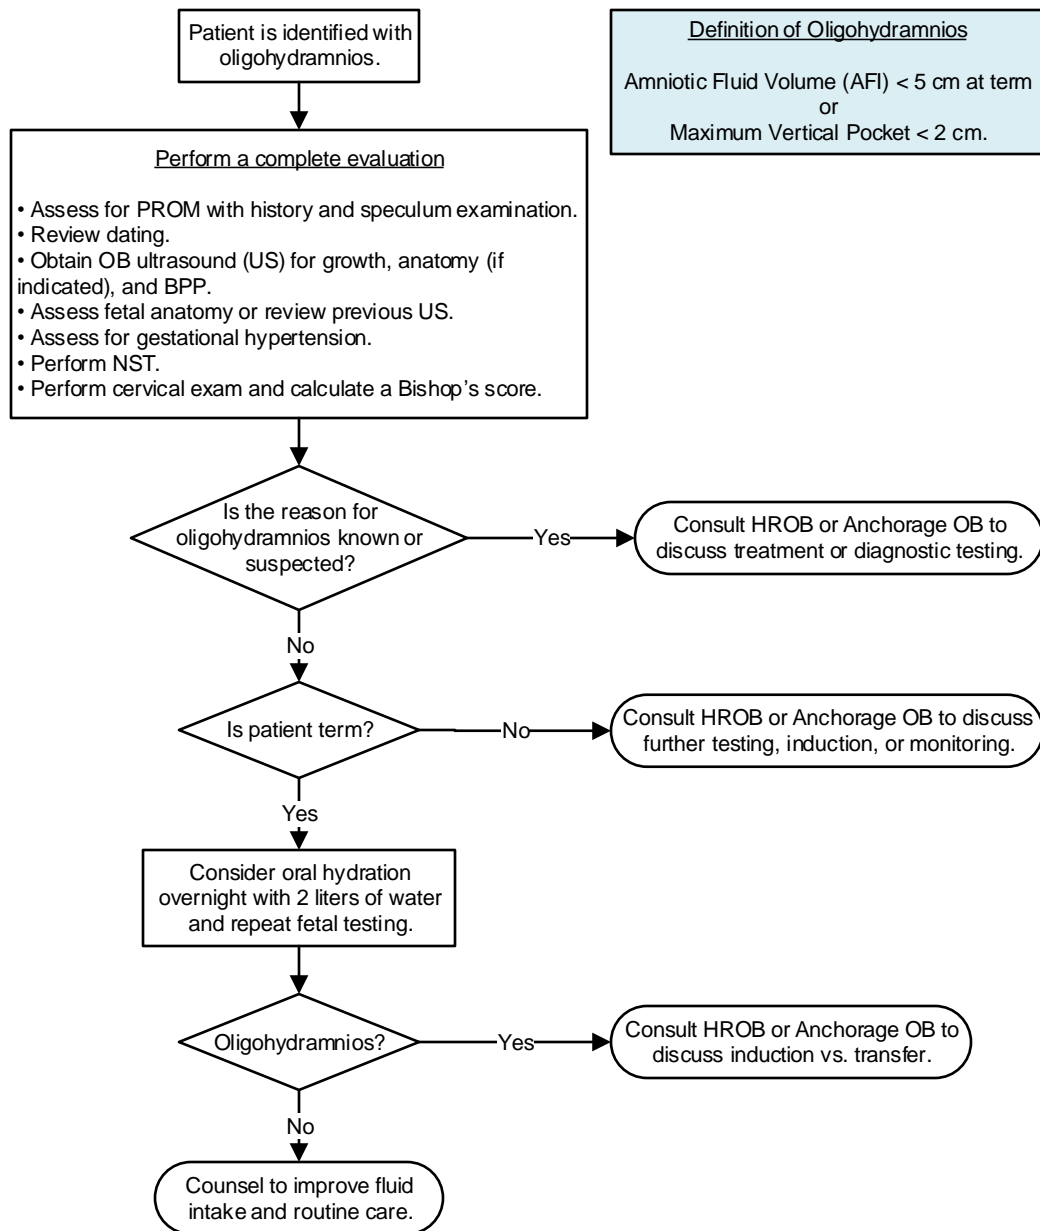 Patient is identified with
oligohydramnios.
Definition of Oligohydramnios
Amniotic Fluid Volume (AFI) < 5 cm at term
or
Maximum Vertical Pocket < 2 cm.
Perform a complete evaluation
• Assess for PROM with history and speculum examination.
• Review dating.
• Obtain OB ultrasound (US) for growth, anatomy (if
indicated), and BPP.
• Assess fetal anatomy or review previous US.
• Assess for gestational hypertension.
• Perform NST.
• Perform cervical exam and calculate a Bishop’s score.
Is the reason for
oligohydramnios known or
suspected?
Yes
Consult HROB or Anchorage OB to
discuss treatment or diagnostic testing.
No
Is patient term?
No
Consult HROB or Anchorage OB to discuss
further testing, induction, or monitoring.
Yes
Consider oral hydration
overnight with 2 liters of water
and repeat fetal testing.
Oligohydramnios?
Yes
Consult HROB or Anchorage OB to
discuss induction vs. transfer.
No
Counsel to improve fluid
intake and routine care.